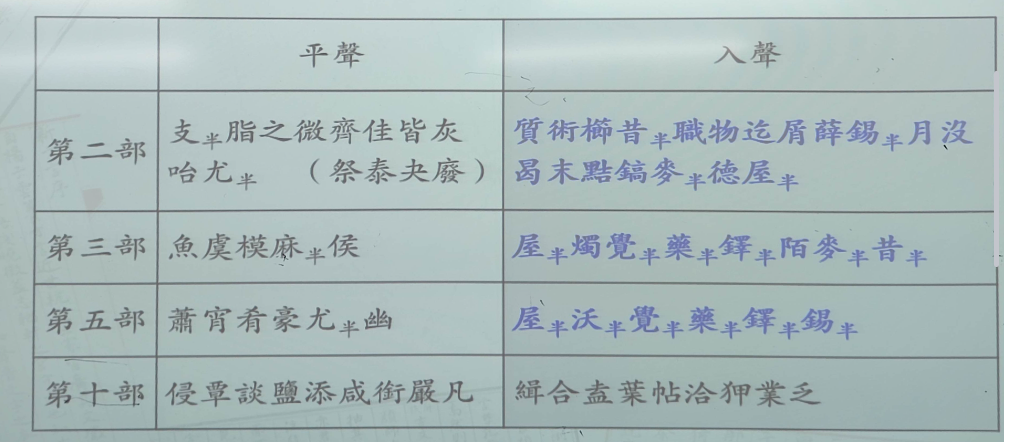 平聲 入聲
第二部 支半脂之微齊佳皆灰咍尤半 (祭泰夬廢) 質術櫛昔半職物迄屑薛錫半月沒曷末黠鎋麥半德屋半
第三部 魚虞模麻半侯 屋半燭覺半藥半鐸半陌麥半昔半
第五部 蕭宵肴豪尤半幽 屋半沃半覺半藥半鐸半錫半
第十部 侵覃談鹽添咸銜嚴凡 緝合盍葉帖洽狎業乏